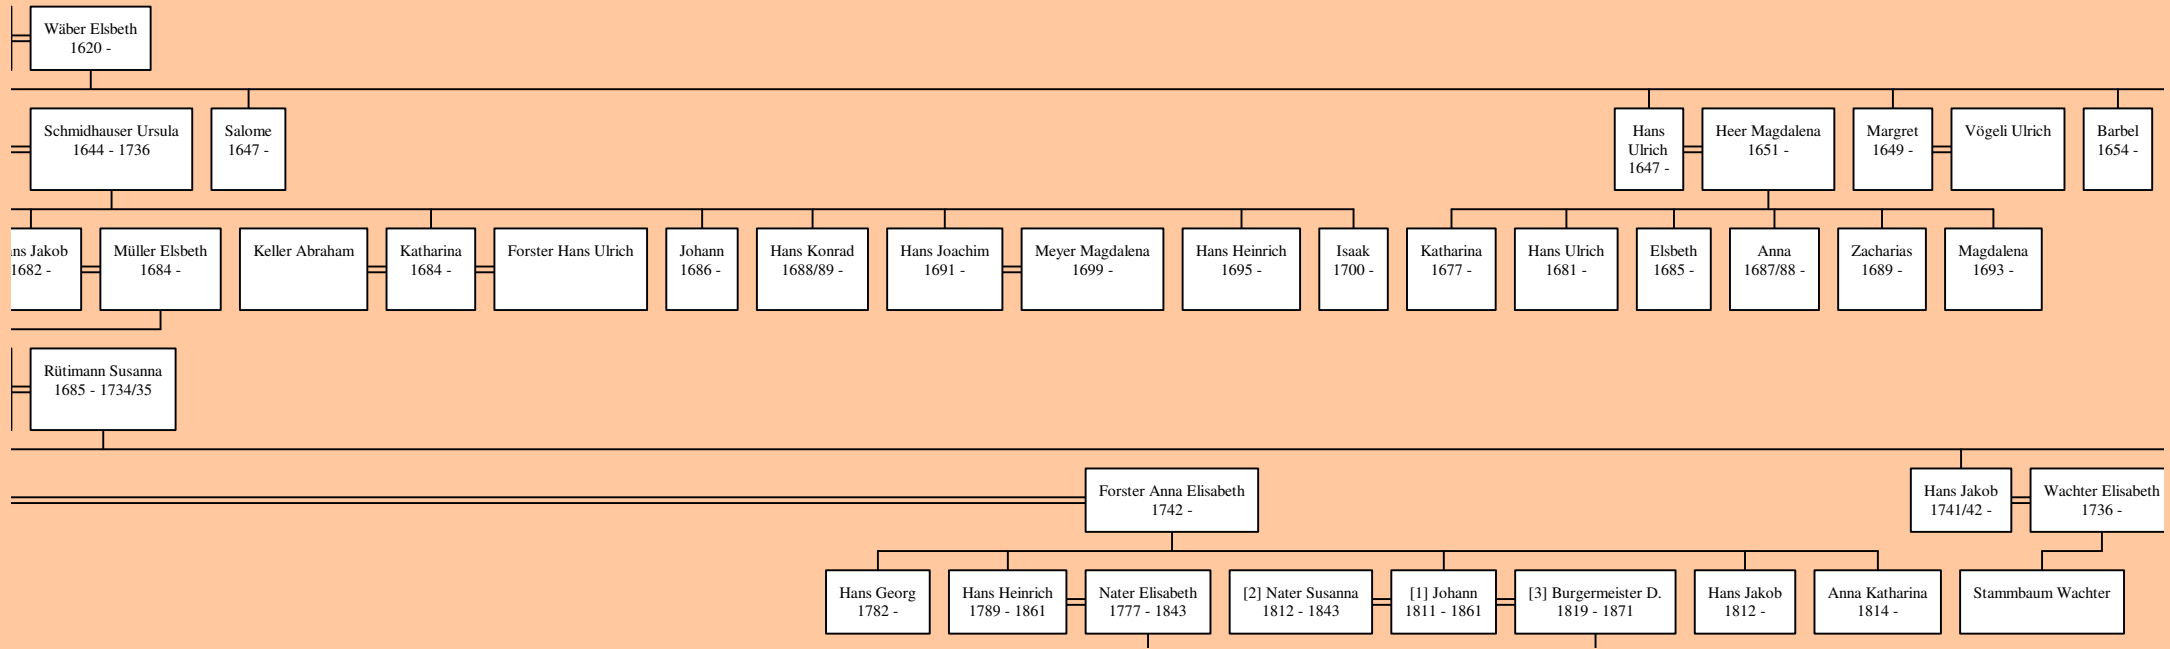 Wäber Elsbeth
1620 -
Schmidhauser Ursula
1644 - 1736
Salome
1647 -
Hans
Ulrich
1647 -
Heer Magdalena
1651 -
Margret
1649 -
Vögeli Ulrich
Barbel
1654 -
ns Jakob
1682 -
Müller Elsbeth
1684 -
Keller Abraham
Katharina
1684 -
Forster Hans Ulrich
Johann
1686 -
Hans Konrad
1688/89 -
Hans Joachim
1691 -
Meyer Magdalena
1699 -
Hans Heinrich
1695 -
Isaak
1700 -
Katharina
1677 -
Hans Ulrich
1681 -
Elsbeth
1685 -
Anna
1687/88 -
Zacharias
1689 -
Magdalena
1693 -
Rütimann Susanna
1685 - 1734/35
Forster Anna Elisabeth
1742 -
Hans Jakob
1741/42 -
Wachter Elisabeth
1736 -
Hans Georg
1782 -
Hans Heinrich
1789 - 1861
Nater Elisabeth
1777 - 1843
[2] Nater Susanna
1812 - 1843
[1] Johann
1811 - 1861
[3] Burgermeister D.
1819 - 1871
Hans Jakob
1812 -
Anna Katharina
1814 -
Stammbaum Wachter